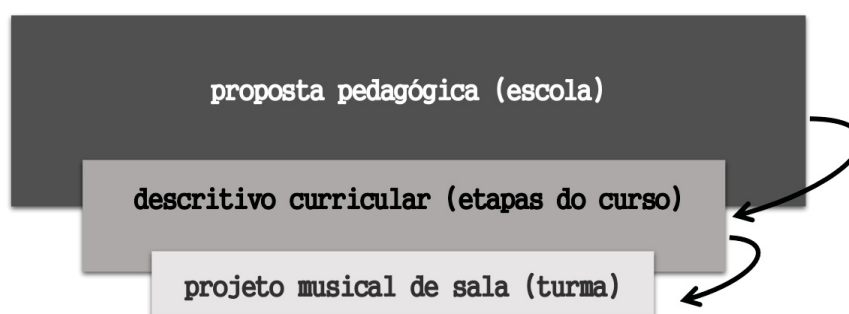 proposta pedagógica (escola)
descritivo curricular (etapas do curso)
projeto musical de sala (turma)